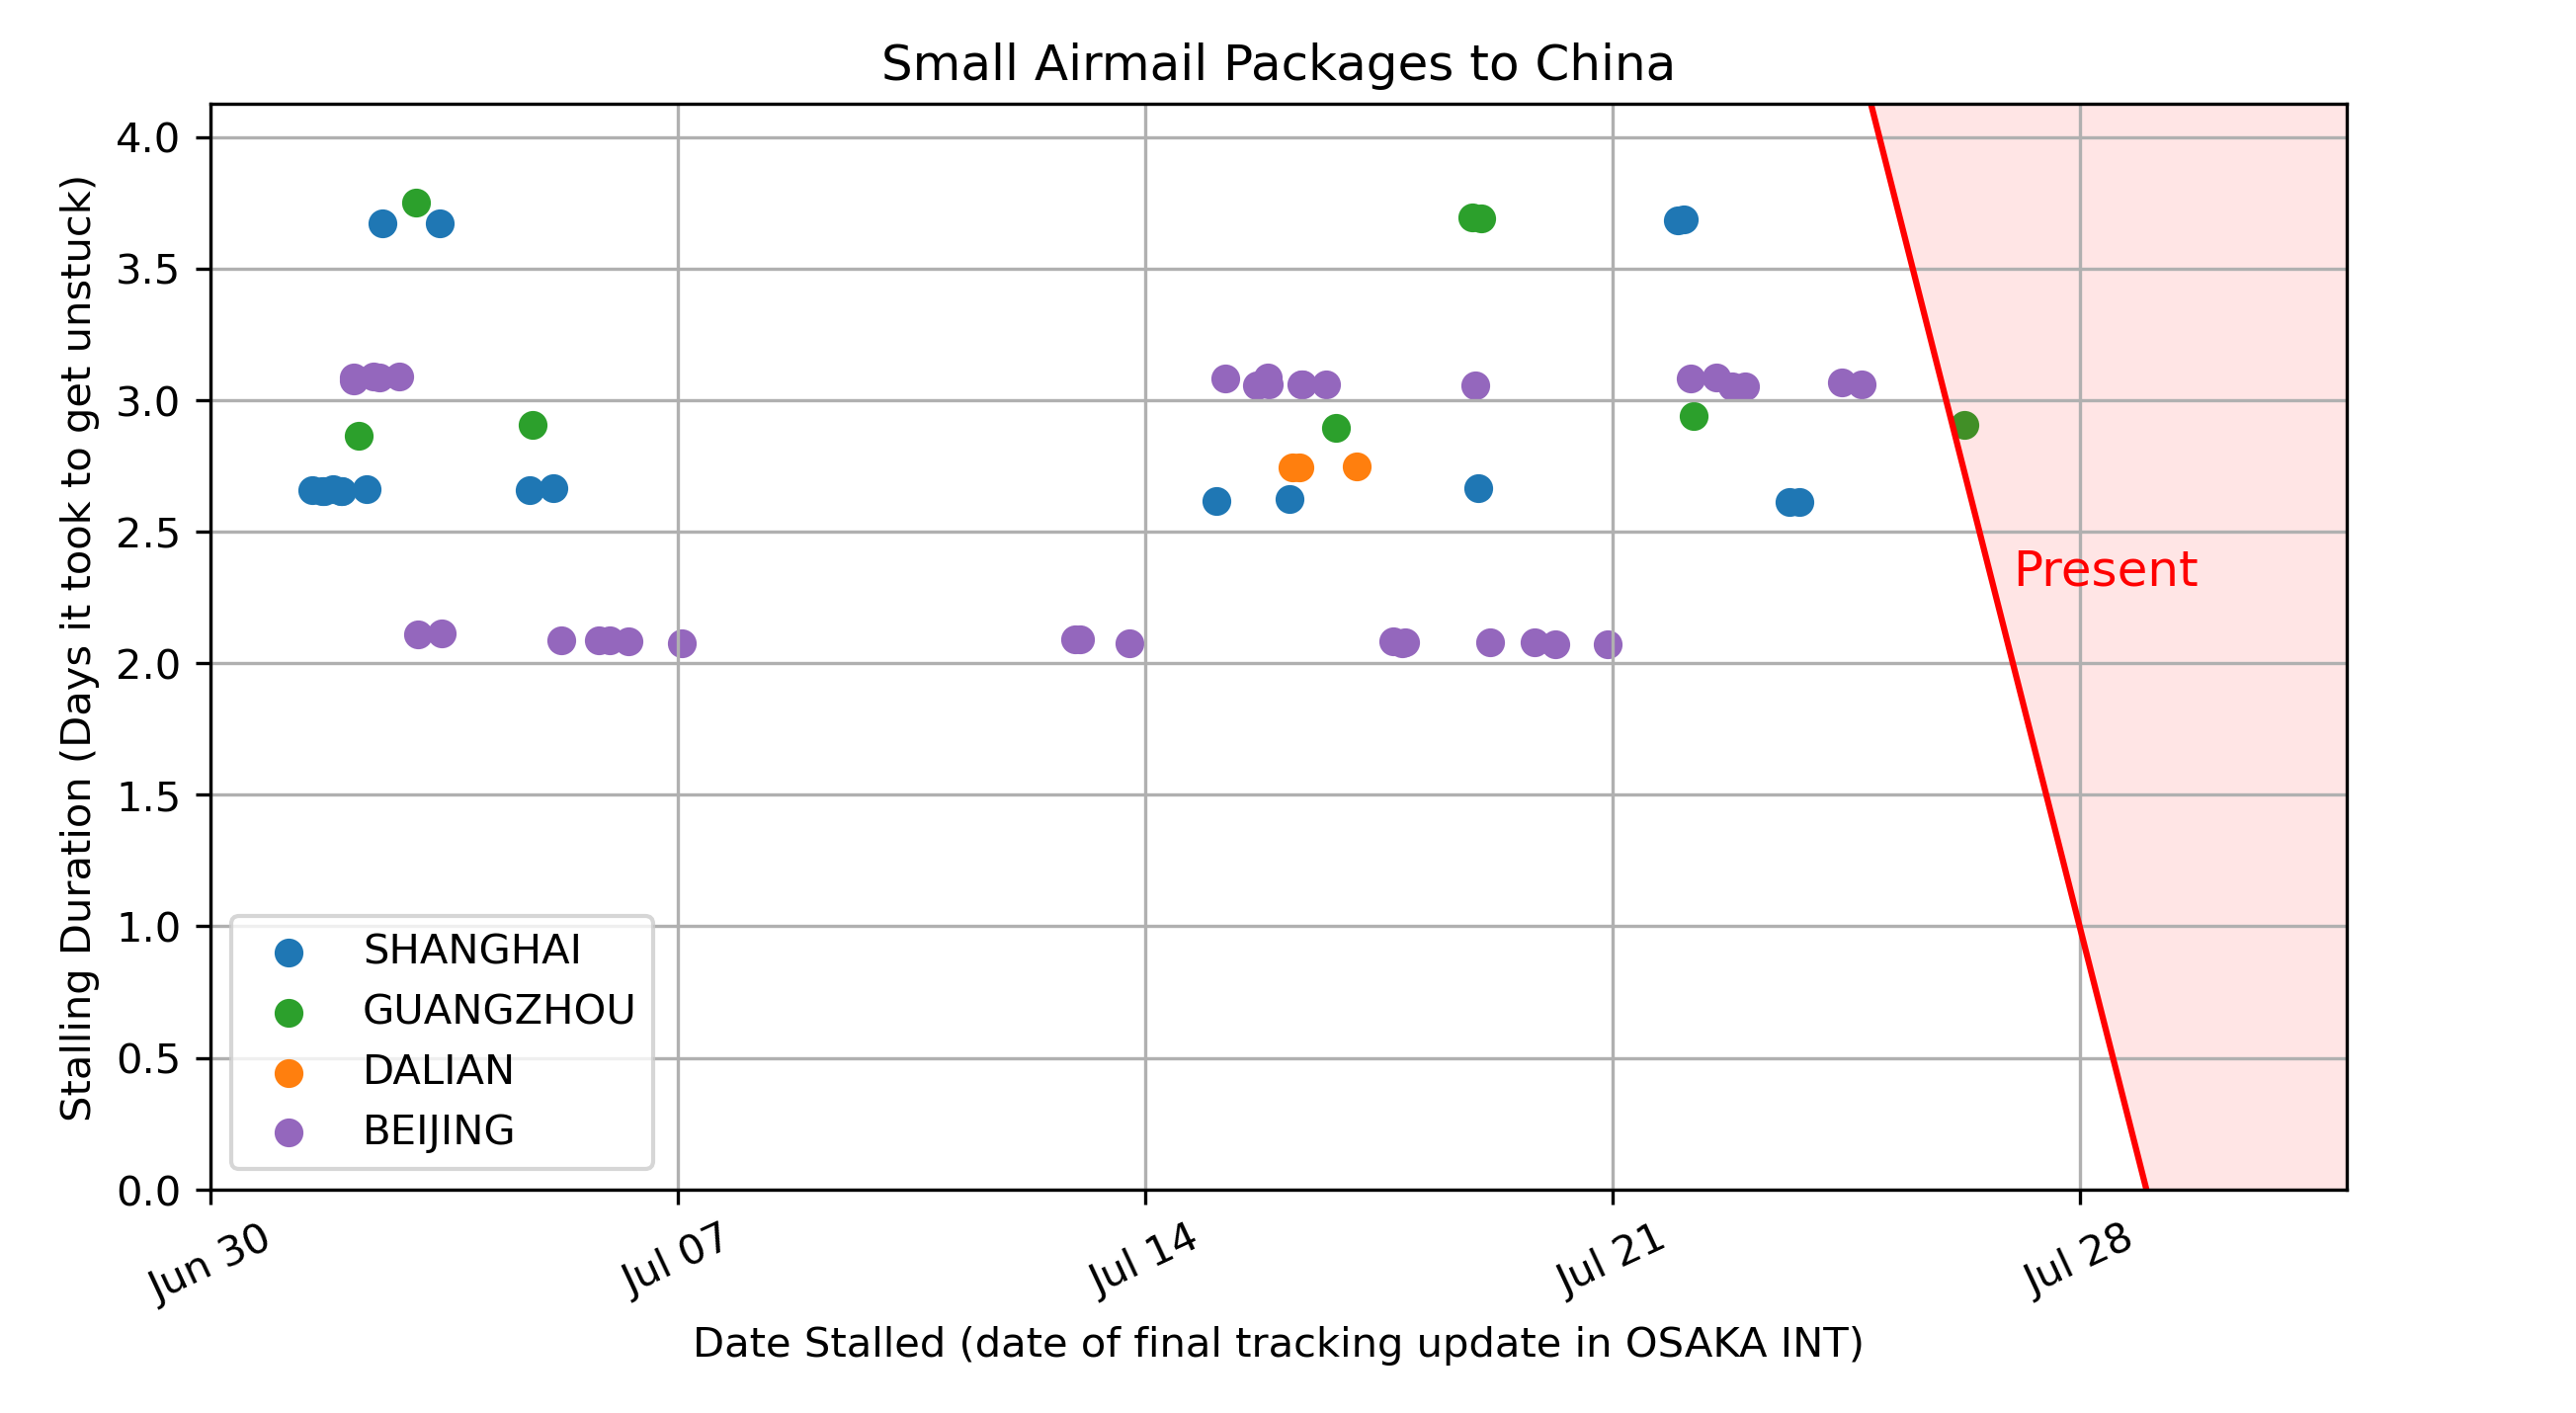 Small Airmail Packages to China
Stalling Duration (Days it took to get unstuck)
4.0
3.5
3.0
2.5
2.0
1.5
1.0
0.5
0.0
Present
SHANGHAI
GUANGZHOU
DALIAN
BEIJING
Jun 30
Jul 07
Jul 14
Jul 21
Jul 28
Date Stalled (date of final tracking update in OSAKA INT)